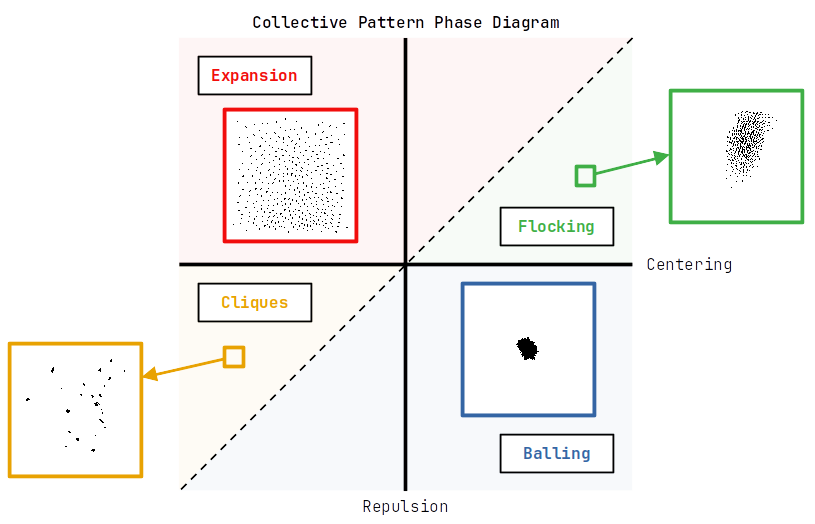 Collective Pattern Phase Diagram
Expansion
Flocking
Centering
Cliques
Balling
Repulsion